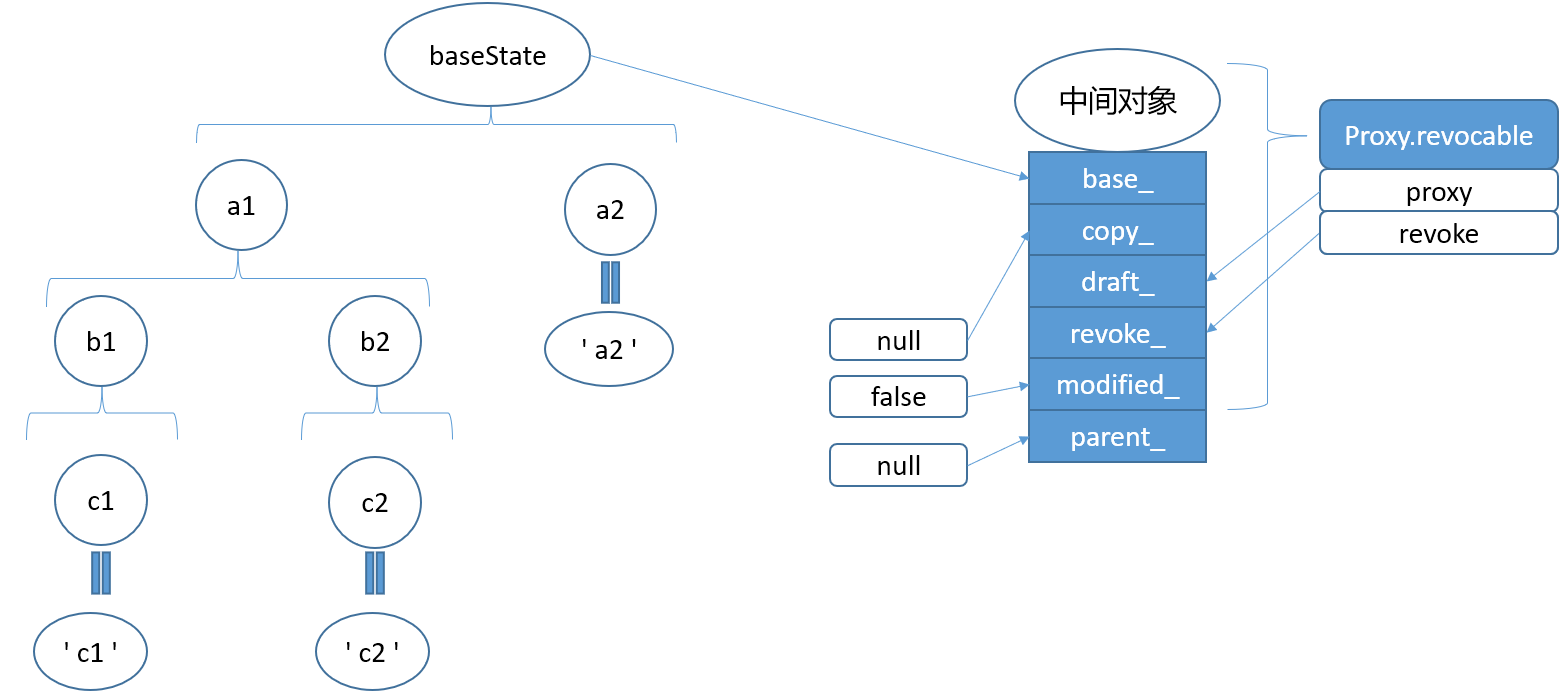 baseState
a1
a2
' a2 '
b1
b2
c1
c2
' c1 '
' c2 '
中间对象
base_
copy_
draft_
revoke_
modified_
parent_
null
false
null
Proxy.revocable
proxy
revoke